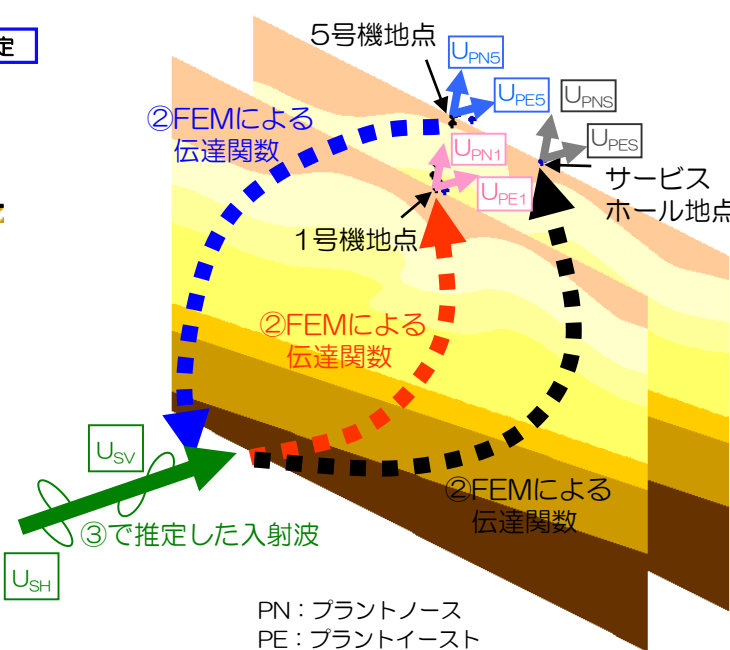 定
5号機地点
UPN5
UPE5
UPNS
UPES
②FEMによる
伝達関数
UPN1
UPE1
サービス
ホール地点
1号機地点
②FEMによる
伝達関数
USV
②FEMによる
伝達関数
③で推定した入射波
USH
PN：プラントノース
PE：プラントイースト